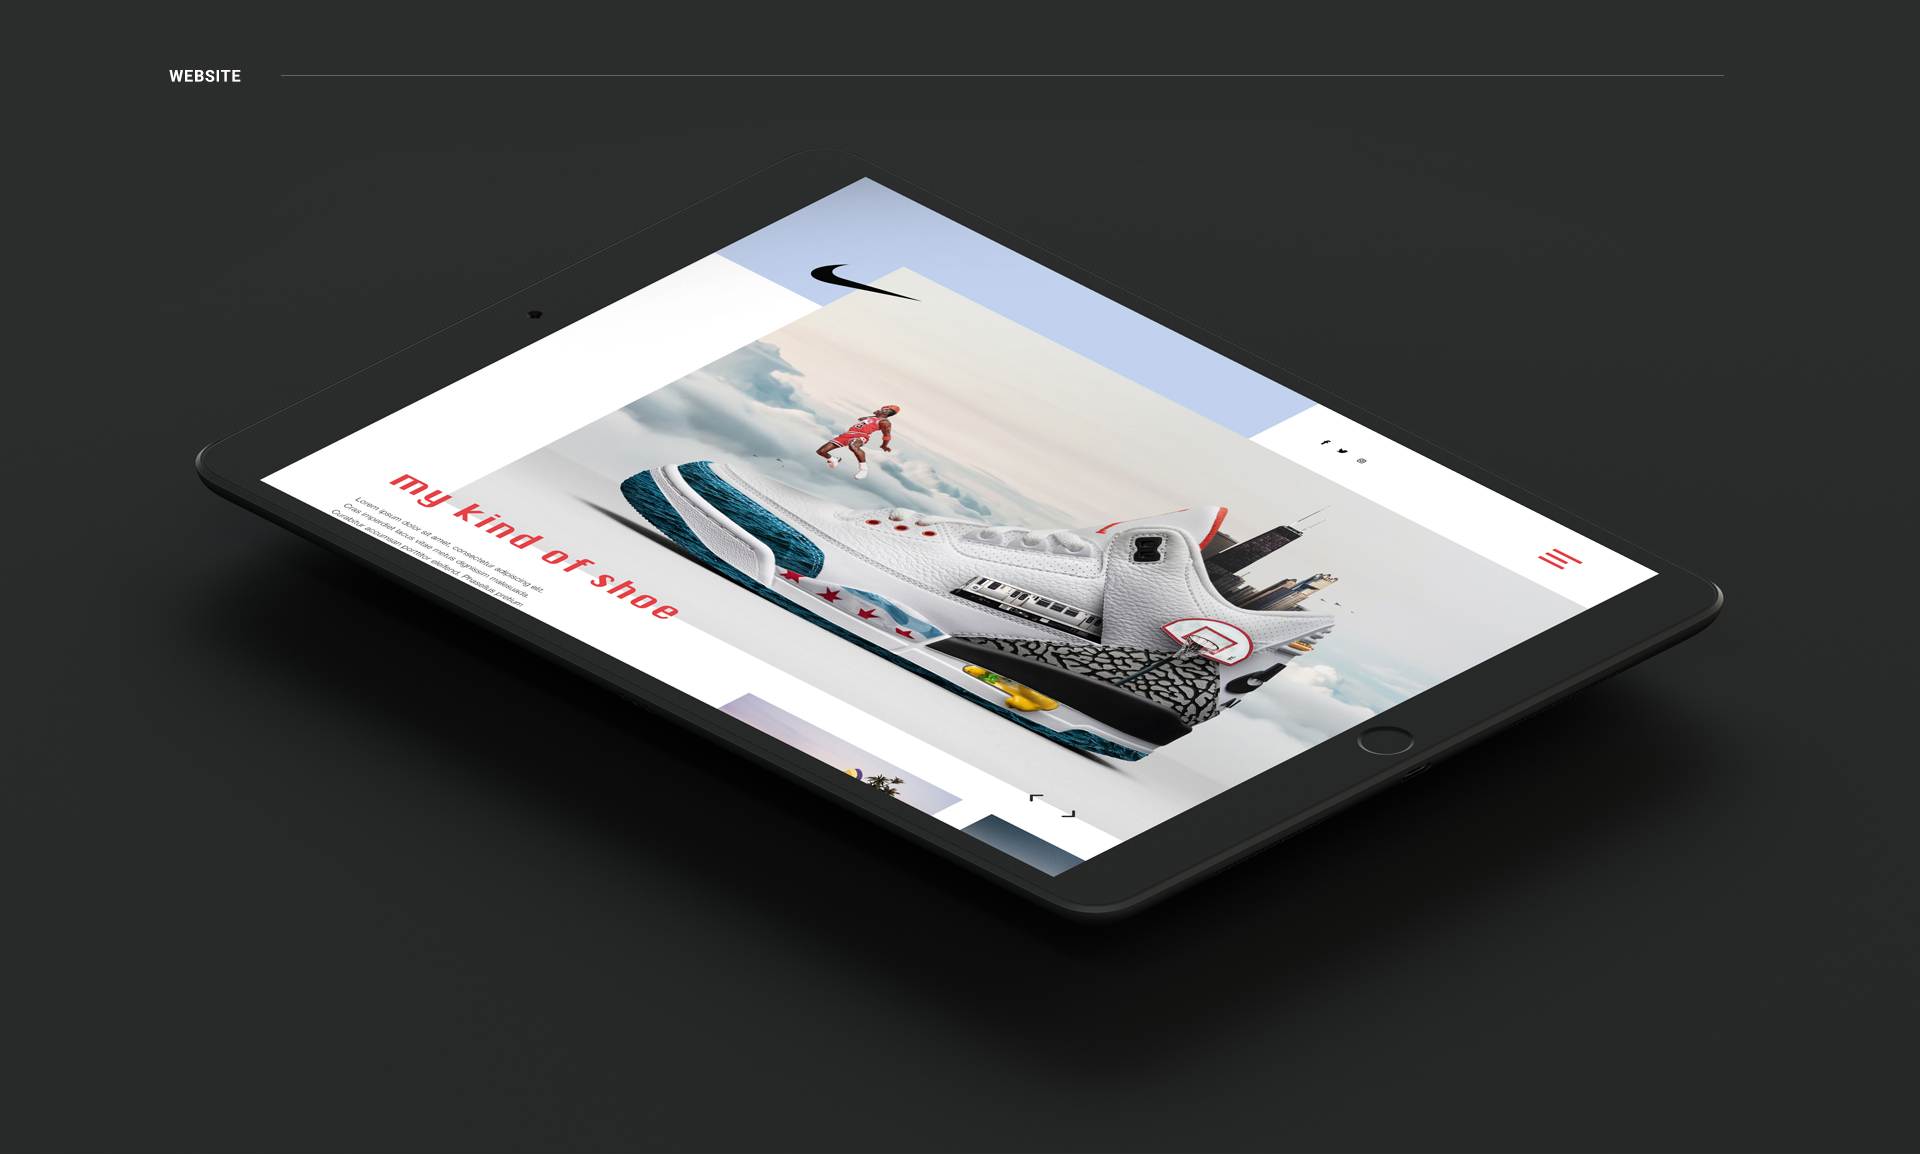 WEBSITE
my kind of shoe
Lorem ipsum dolor sit amet, consectetur adipiscing elit.
Cras imperdiet lacus vitae metus dignissim malesuada.
Curabitur accumsan porttitor eleifend. Phasellus pretium